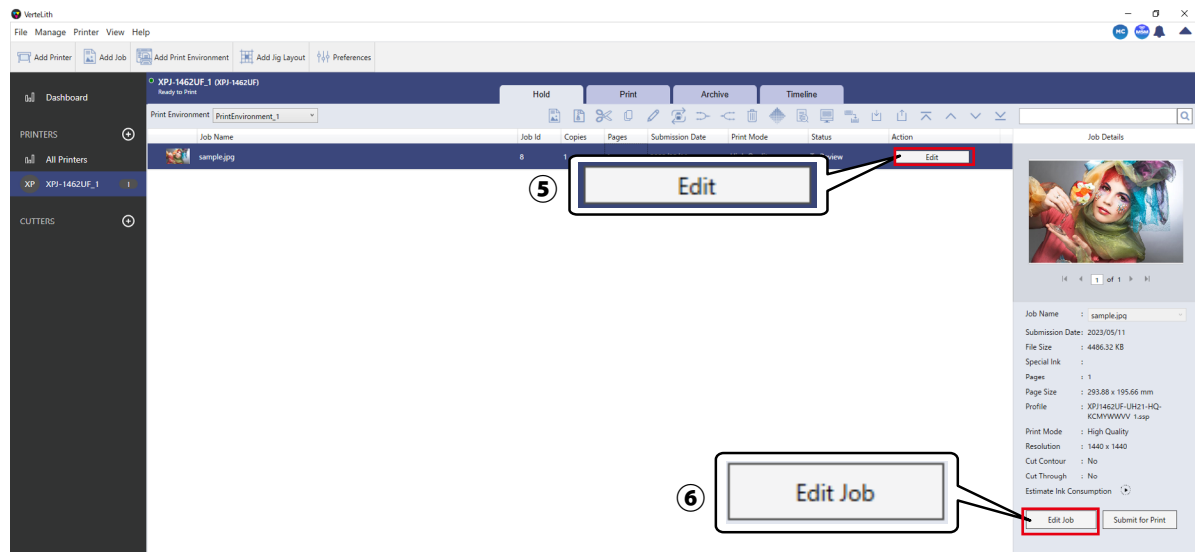 VerteLith
File Manage Printer View Help
MC MSW
Add Printer Add Job Add Print Environment Add Jig Layout Preferences
XPJ-1462UF_1 (XPJ-1462UF)
Ready to Print
Hold Print Archive Timeline
Dashboard
Print Environment PrintEnvironment_1
PRINTERS
Job Name Job Id Copies Pages Submission Date Print Mode Status Action Job Details
All Printers
sample.jpg 8 1 Edit
XP XPJ-1462UF_1 1
⑤ Edit
CUTTERS
1 of 1
Job Name : sample.jpg
Submission Date: 2023/05/11
File Size : 4486.32 KB
Special Ink :
Pages : 1
Page Size : 293.88 x 195.66 mm
Profile : XPJ1462UF-UH21-HQ-
KCMYWWVV 1.ssp
Print Mode : High Quality
Resolution : 1440 x 1440
Cut Contour : No
Cut Through : No
Estimate Ink Consumption
⑥ Edit Job
Edit Job Submit for Print